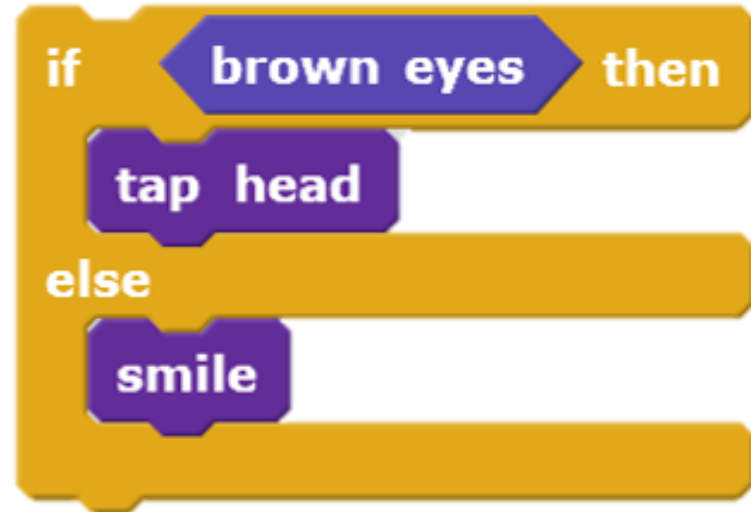 if brown eyes then
tap head
else
smile